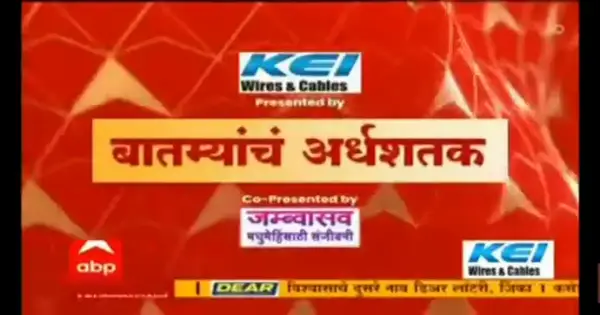 KEI
Wires & Cables
Presented by
बातम्यांचं अर्धशतक
Co-Presented by
जम्ब्वासव
मधुमेहींसाठी संजीवनी
abp
KEI
Wires & Cables
DEAR विश्वासाचे दुसरे नाव डिअर लॉटरी, जिंका 1